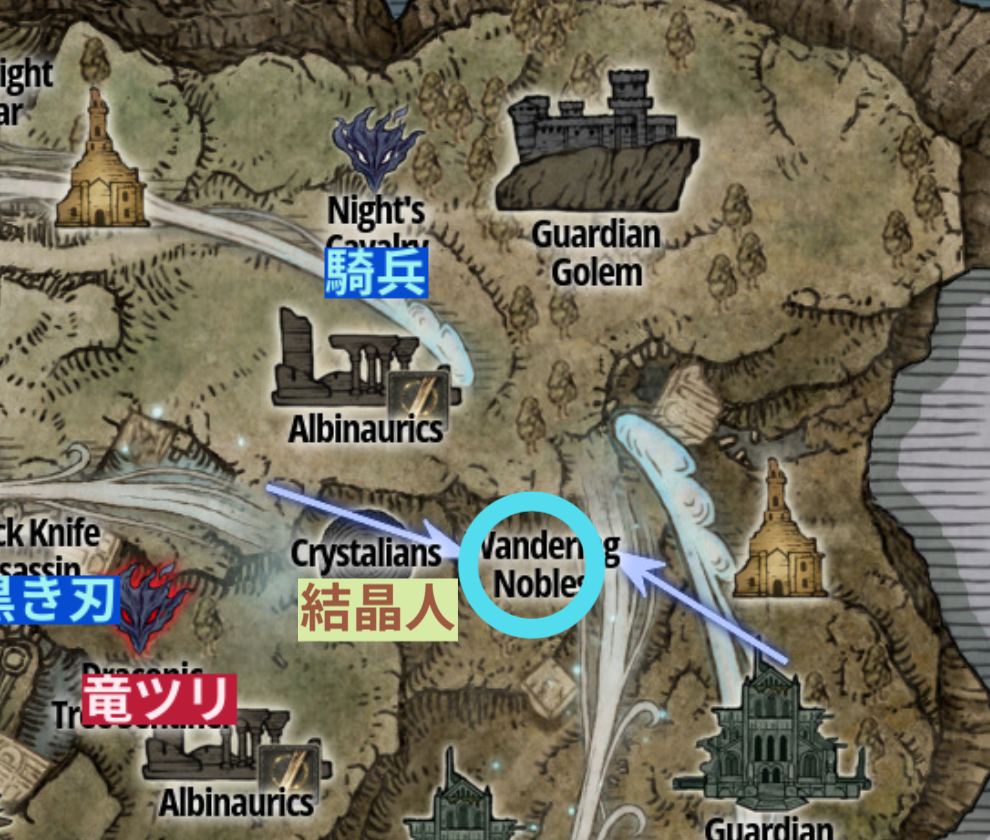 Night's
騎兵
Guardian
Golem
Albinaurics
Crystalians
結晶人
Wandering
Nobles
黒き刃
竜ツリ
Albinaurics
Guardian